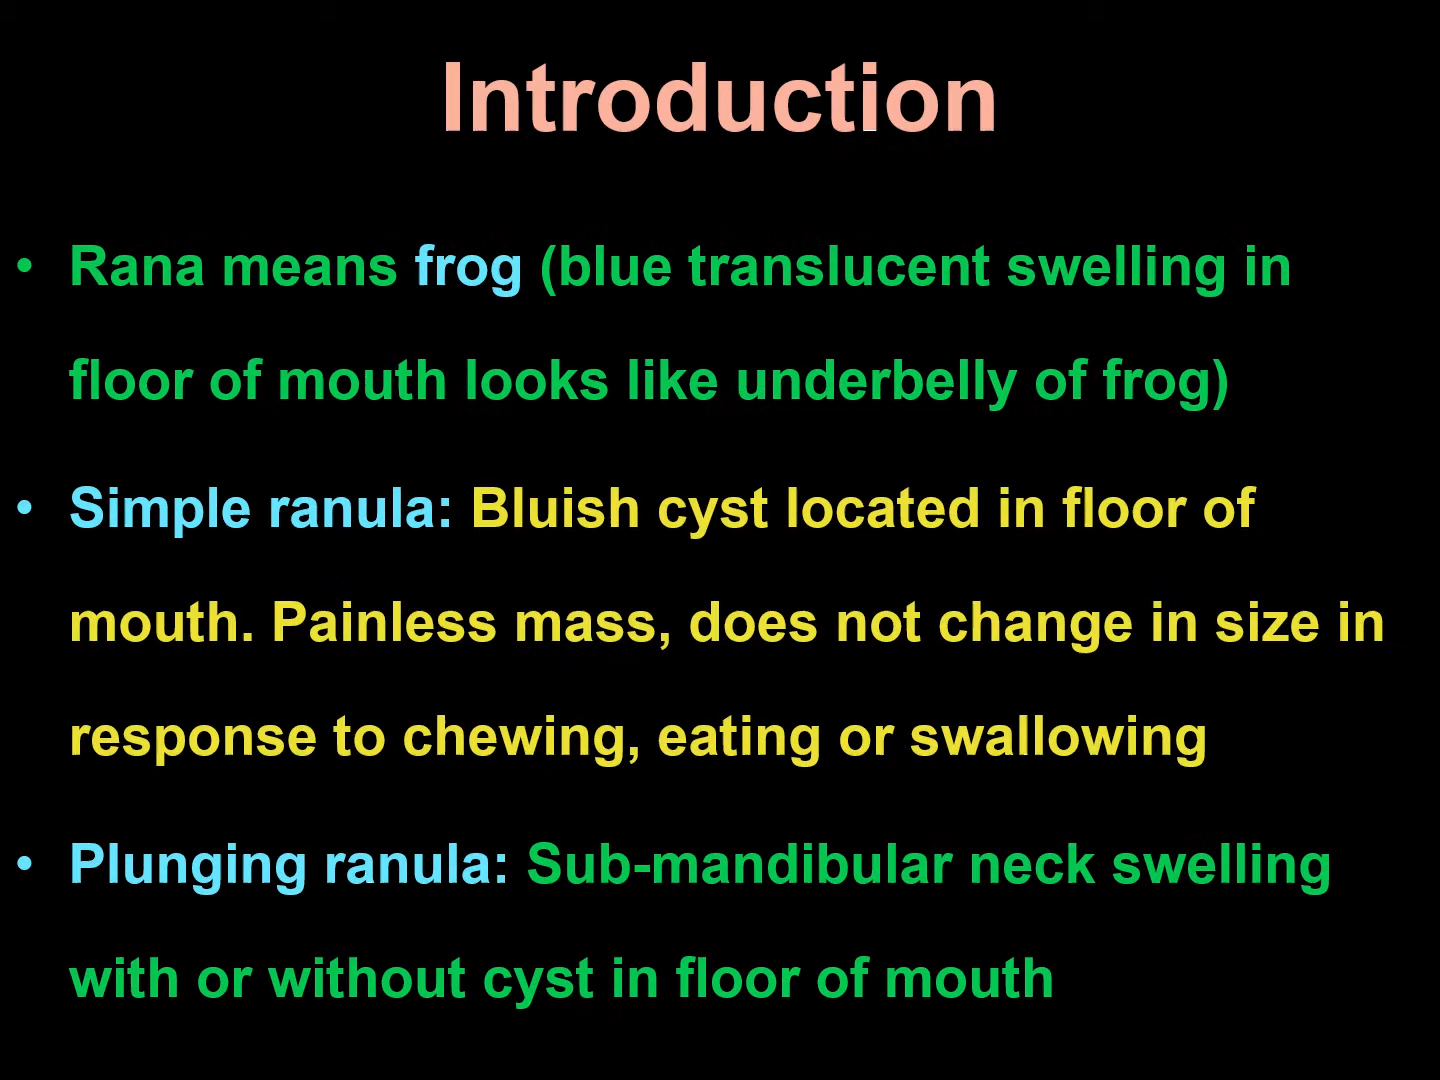 Introduction
• Rana means frog (blue translucent swelling in
floor of mouth looks like underbelly of frog)
• Simple ranula: Bluish cyst located in floor of
mouth. Painless mass, does not change in size in
response to chewing, eating or swallowing
• Plunging ranula: Sub-mandibular neck swelling
with or without cyst in floor of mouth